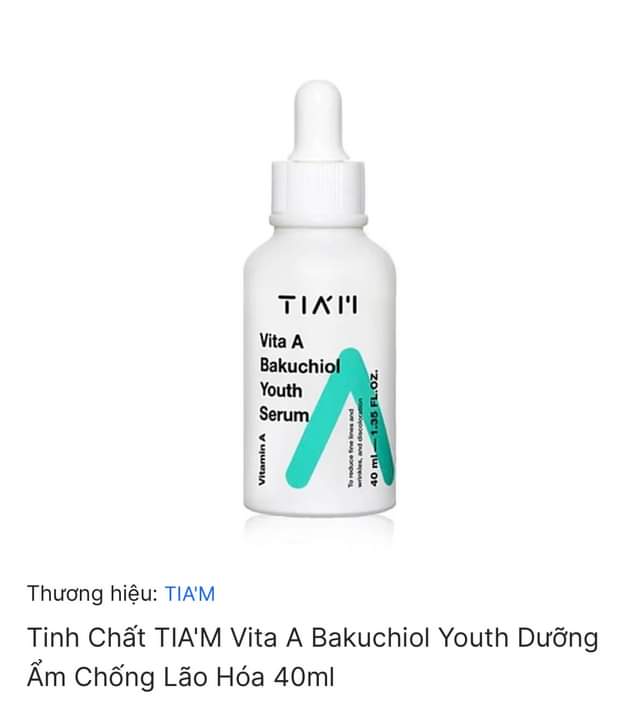 TIA'M
Vita A
Bakuchiol
Youth
Serum
Vitamin A
To reduce fine lines and
wrinkles, and discoloration
40 ml — 1.35 FL.OZ.
Thương hiệu: TIA'M
Tinh Chất TIA'M Vita A Bakuchiol Youth Dưỡng
Ẩm Chống Lão Hóa 40ml